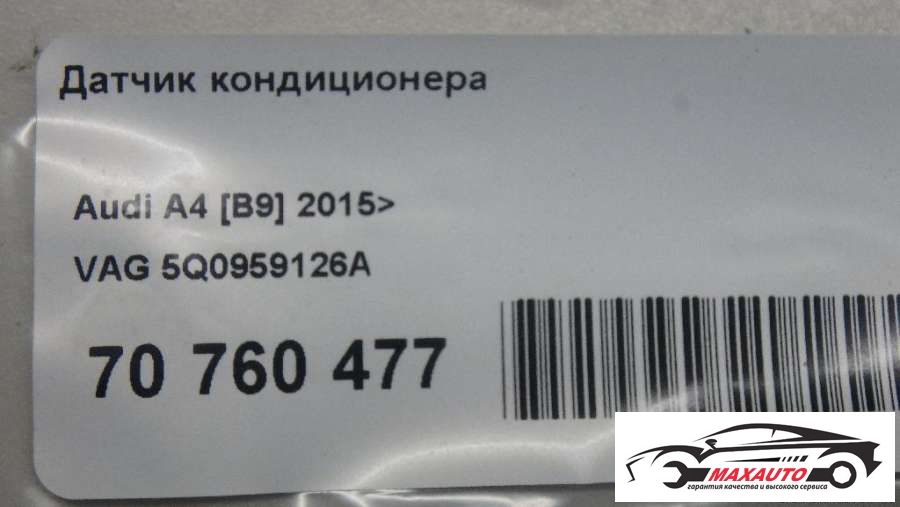 Датчик кондиционера
Audi A4 [B9] 2015>
VAG 5Q0959126A
70 760 477
MAXAUTO
гарантия качества и высокого сервиса